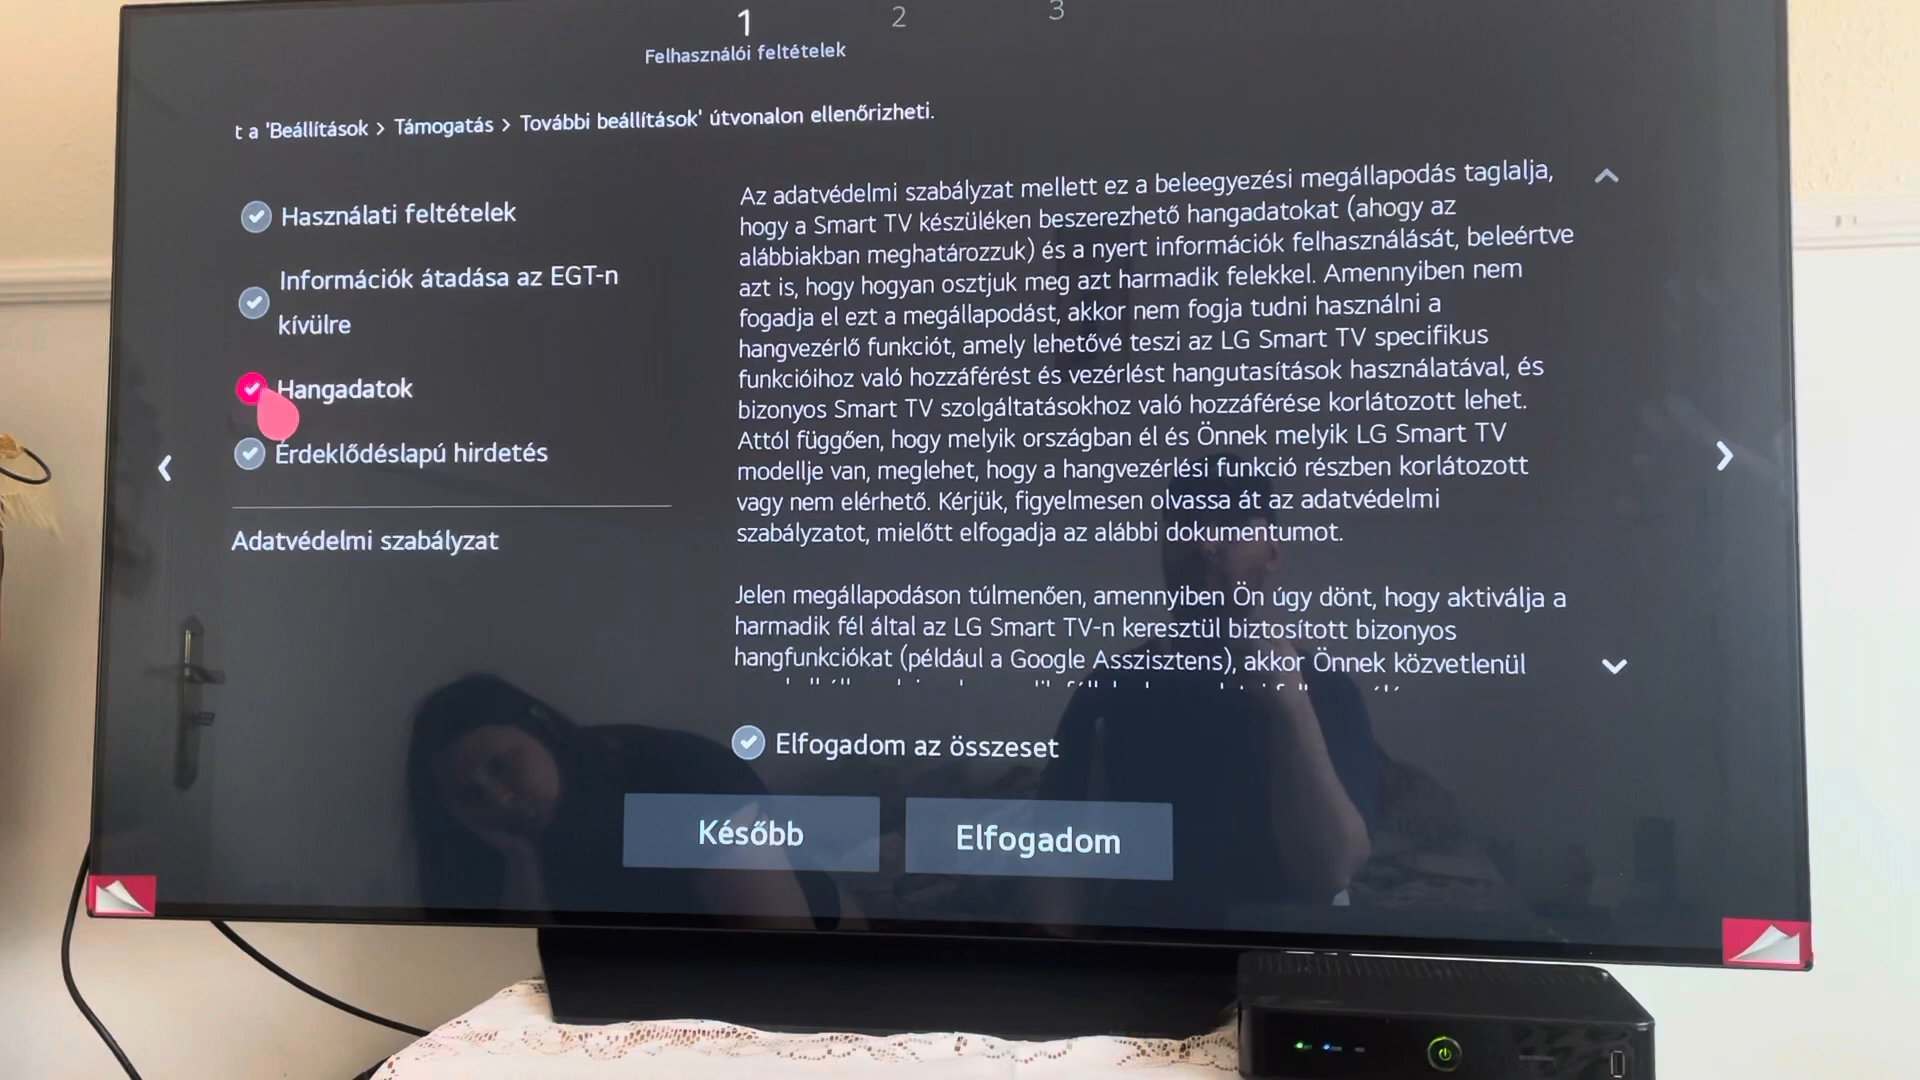 1
2
3
Felhasználói feltételek
t a 'Beállítások > Támogatás > További beállítások' útvonalon ellenőrizheti.
Használati feltételek
Információk átadása az EGT-n
kívülre
Hangadatok
Érdeklődéslapú hirdetés
Adatvédelmi szabályzat
Az adatvédelmi szabályzat mellett ez a beleegyezési megállapodás taglalja,
hogy a Smart TV készüléken beszerezhető hangadatokat (ahogy az
alábbiakban meghatározzuk) és a nyert információk felhasználását, beleértve
azt is, hogy hogyan osztjuk meg azt harmadik felekkel. Amennyiben nem
fogadja el ezt a megállapodást, akkor nem fogja tudni használni a
hangvezérlő funkciót, amely lehetővé teszi az LG Smart TV specifikus
funkcióihoz való hozzáférést és vezérlést hangutasítások használatával, és
bizonyos Smart TV szolgáltatásokhoz való hozzáférése korlátozott lehet.
Attól függően, hogy melyik országban él és Önnek melyik LG Smart TV
modellje van, meglehet, hogy a hangvezérlési funkció részben korlátozott
vagy nem elérhető. Kérjük, figyelmesen olvassa át az adatvédelmi
szabályzatot, mielőtt elfogadja az alábbi dokumentumot.
Jelen megállapodáson túlmenően, amennyiben Ön úgy dönt, hogy aktiválja a
harmadik fél által az LG Smart TV-n keresztül biztosított bizonyos
hangfunkciókat (például a Google Asszisztens), akkor Önnek közvetlenül
Elfogadom az összeset
Később
Elfogadom